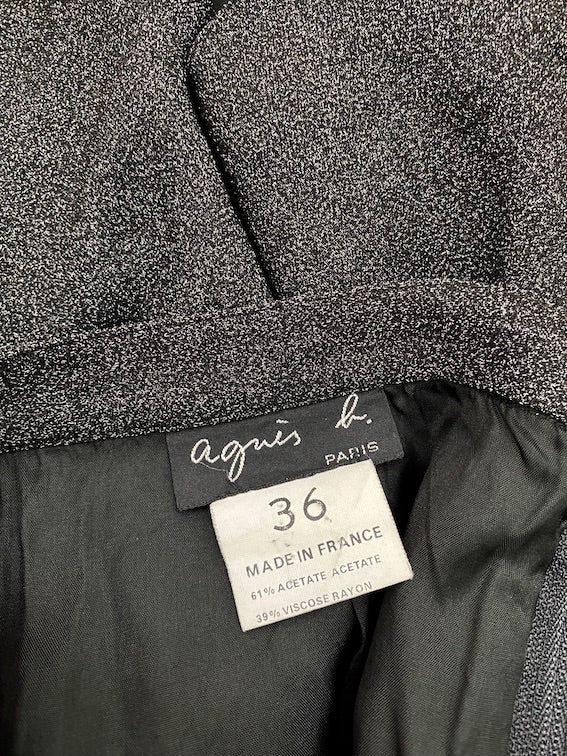 agnès b.
PARIS
36
MADE IN FRANCE
61% ACETATE ACETATE
39% VISCOSE RAYON